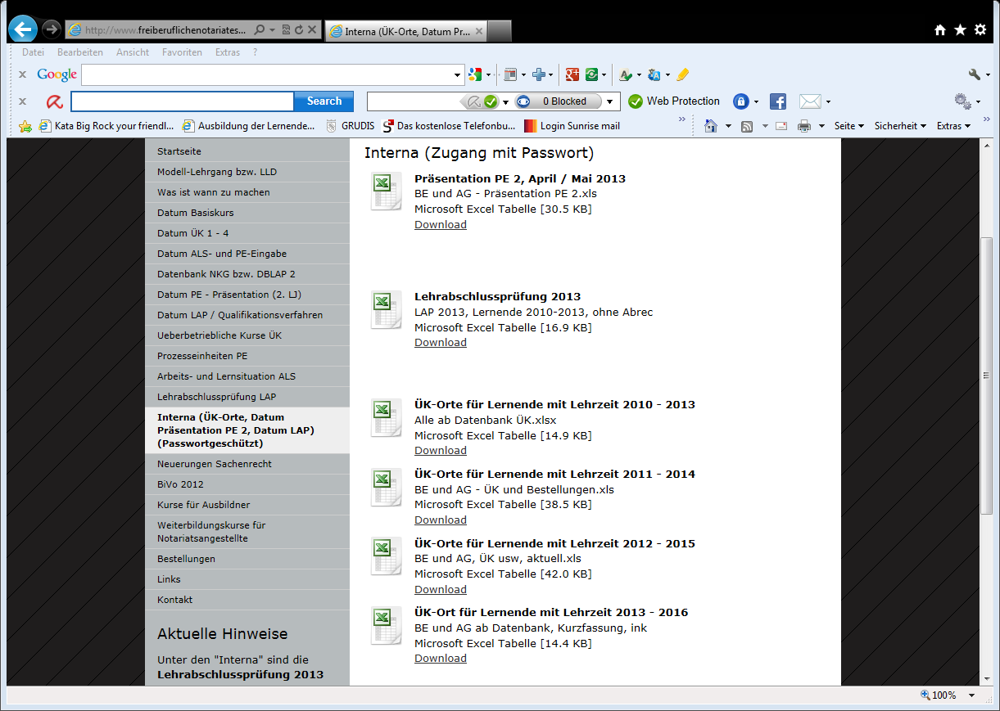 http://www.freiberuflichenotariates...
Interna (ÜK-Orte, Datum Pr...
Datei Bearbeiten Ansicht Favoriten Extras ?
x Google
x Search 0 Blocked Web Protection
Kata Big Rock your friendl... Ausbildung der Lernende... GRUDIS Das kostenlose Telefonbu... Login Sunrise mail Seite Sicherheit Extras
Startseite
Modell-Lehrgang bzw. LLD
Was ist wann zu machen
Datum Basiskurs
Datum ÜK 1 - 4
Datum ALS- und PE-Eingabe
Datenbank NKG bzw. DBLAP 2
Datum PE - Präsentation (2. LJ)
Datum LAP / Qualifikationsverfahren
Ueberbetriebliche Kurse ÜK
Prozesseinheiten PE
Arbeits- und Lernsituation ALS
Lehrabschlussprüfung LAP
Interna (ÜK-Orte, Datum
Präsentation PE 2, Datum LAP)
(Passwortgeschützt)
Neuerungen Sachenrecht
BiVo 2012
Kurse für Ausbildner
Weiterbildungskurse für
Notariatsangestellte
Bestellungen
Links
Kontakt
Aktuelle Hinweise
Unter den "Interna" sind die
Lehrabschlussprüfung 2013
Interna (Zugang mit Passwort)
Präsentation PE 2, April / Mai 2013
BE und AG - Präsentation PE 2.xls
Microsoft Excel Tabelle [30.5 KB]
Download
Lehrabschlussprüfung 2013
LAP 2013, Lernende 2010-2013, ohne Abrec
Microsoft Excel Tabelle [16.9 KB]
Download
ÜK-Orte für Lernende mit Lehrzeit 2010 - 2013
Alle ab Datenbank ÜK.xlsx
Microsoft Excel Tabelle [14.9 KB]
Download
ÜK-Orte für Lernende mit Lehrzeit 2011 - 2014
BE und AG - ÜK und Bestellungen.xls
Microsoft Excel Tabelle [38.5 KB]
Download
ÜK-Orte für Lernende mit Lehrzeit 2012 - 2015
BE und AG, ÜK usw, aktuell.xls
Microsoft Excel Tabelle [42.0 KB]
Download
ÜK-Ort für Lernende mit Lehrzeit 2013 - 2016
BE und AG ab Datenbank, Kurzfassung, ink
Microsoft Excel Tabelle [14.4 KB]
Download
100%